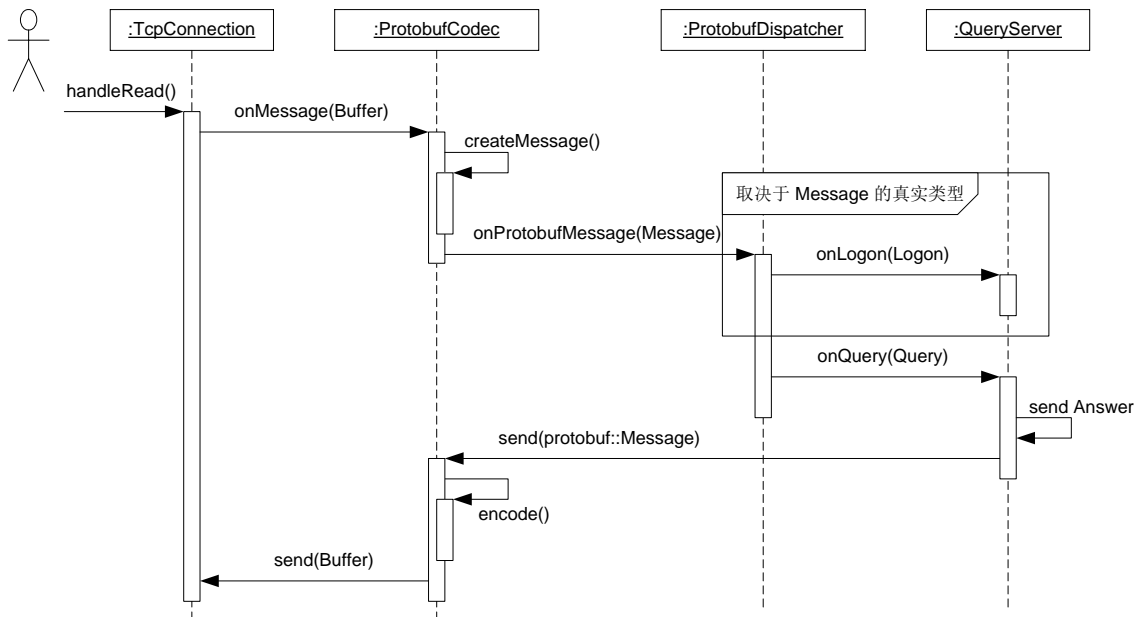 :TcpConnection
:ProtobufCodec
:ProtobufDispatcher
:QueryServer
handleRead()
onMessage(Buffer)
createMessage()
取决于 Message 的真实类型
onProtobufMessage(Message)
onLogon(Logon)
onQuery(Query)
send Answer
send(protobuf::Message)
encode()
send(Buffer)